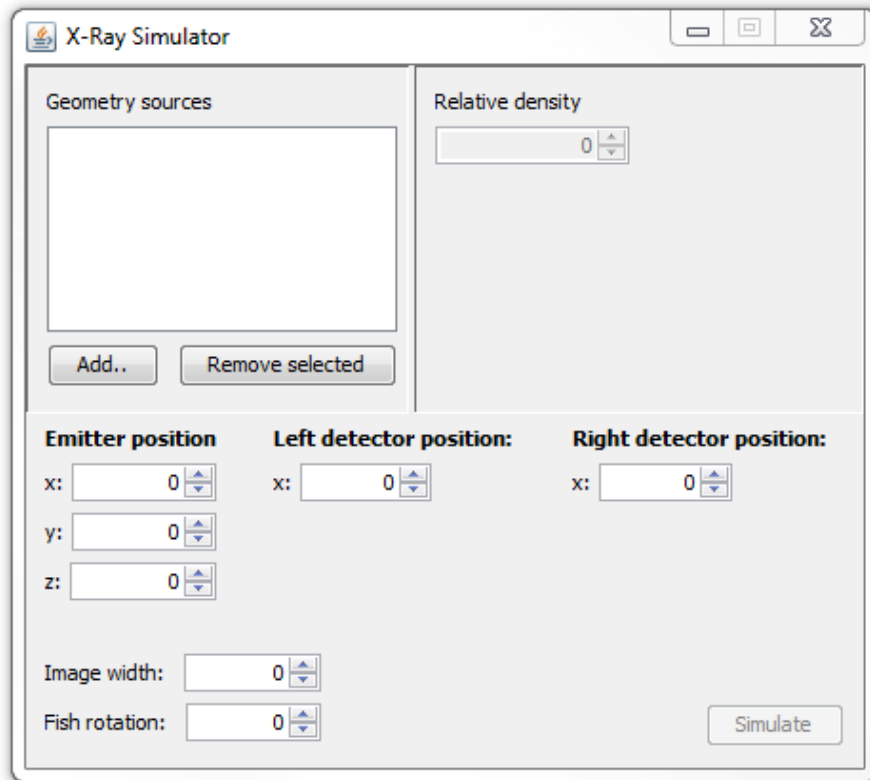 X-Ray Simulator
Geometry sources
Relative density
0
Add..
Remove selected
Emitter position
Left detector position:
Right detector position:
x: 0
x: 0
x: 0
y: 0
z: 0
Image width: 0
Fish rotation: 0
Simulate